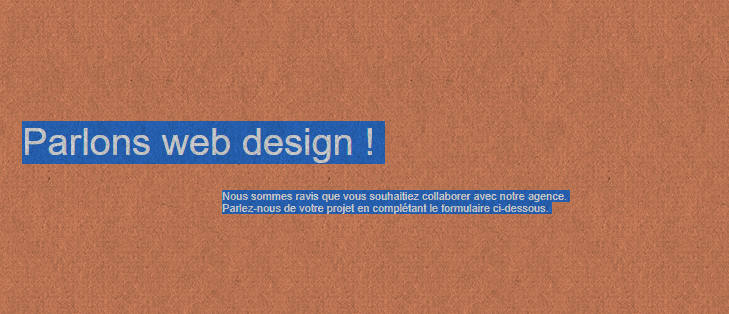 Parlons web design !
Nous sommes ravis que vous souhaitiez collaborer avec notre agence.
Parlez-nous de votre projet en complétant le formulaire ci-dessous.